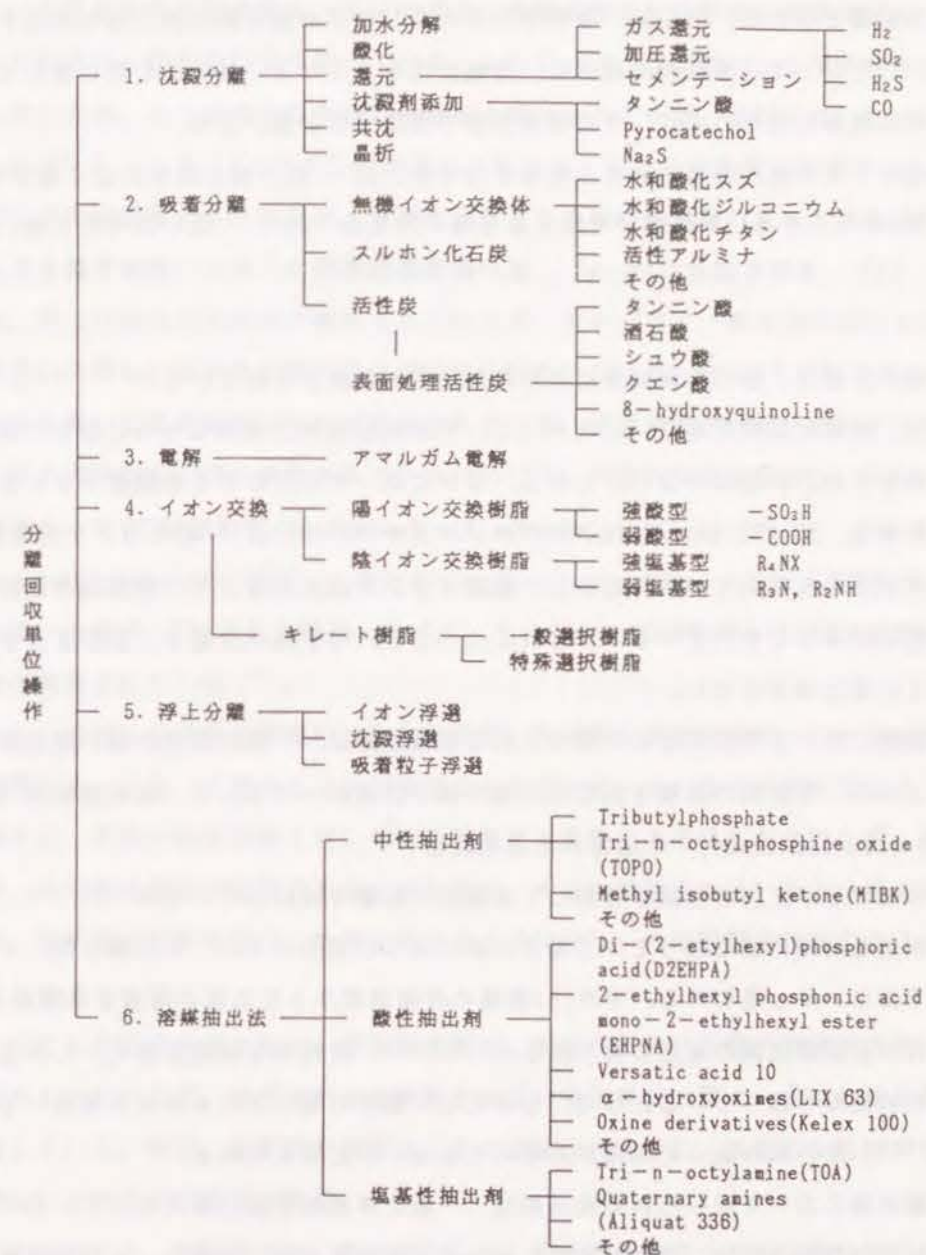 分離回収単位操作
1. 沈澱分離
加水分解
酸化
還元
沈澱剤添加
共沈
晶折
ガス還元
加圧還元
セメンテーション
H₂
SO₂
H₂S
CO
タンニン酸
Pyrocatechol
Na₂S
2. 吸着分離
無機イオン交換体
水和酸化スズ
水和酸化ジルコニウム
水和酸化チタン
活性アルミナ
その他
スルホン化石炭
活性炭
表面処理活性炭
タンニン酸
酒石酸
シュウ酸
クエン酸
8-hydroxyquinoline
その他
3. 電解
アマルガム電解
4. イオン交換
陽イオン交換樹脂
強酸型 -SO₃H
弱酸型 -COOH
陰イオン交換樹脂
強塩基型 R₄NX
弱塩基型 R₃N, R₂NH
キレート樹脂
一般選択樹脂
特殊選択樹脂
5. 浮上分離
イオン浮選
沈澱浮選
吸着粒子浮選
6. 溶媒抽出法
中性抽出剤
Tributylphosphate
Tri-n-octylphosphine oxide
(TOPO)
Methyl isobutyl ketone(MIBK)
その他
酸性抽出剤
Di-(2-etylhexyl)phosphoric
acid(D2EHPA)
2-ethylhexyl phosphonic acid
mono-2-ethylhexyl ester
(EHPNA)
Versatic acid 10
α-hydroxyoximes(LIX 63)
Oxine derivatives(Kelex 100)
その他
塩基性抽出剤
Tri-n-octylamine(TOA)
Quaternary amines
(Aliquat 336)
その他